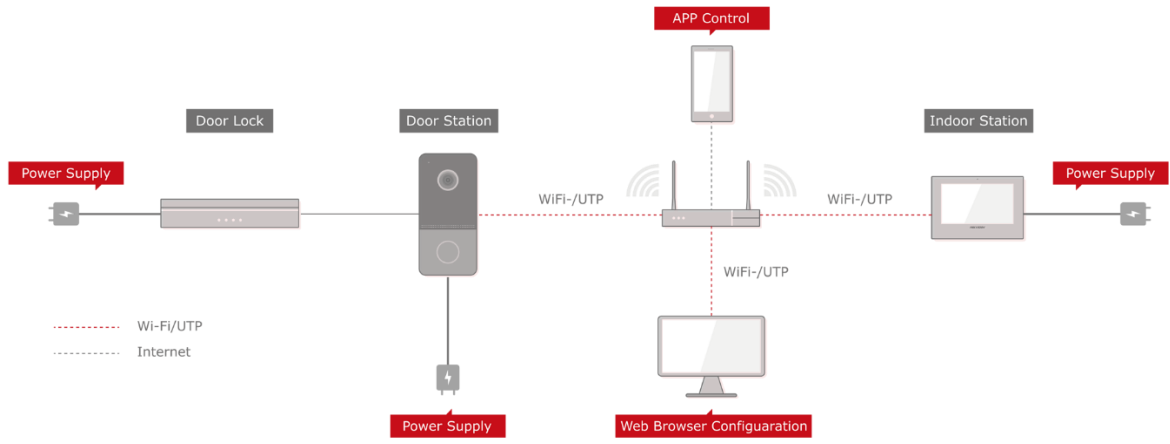 APP Control
Door Lock
Door Station
Indoor Station
Power Supply
Power Supply
WiFi-/UTP
WiFi-/UTP
WiFi-/UTP
Wi-Fi/UTP
Internet
Power Supply
Web Browser Configuaration